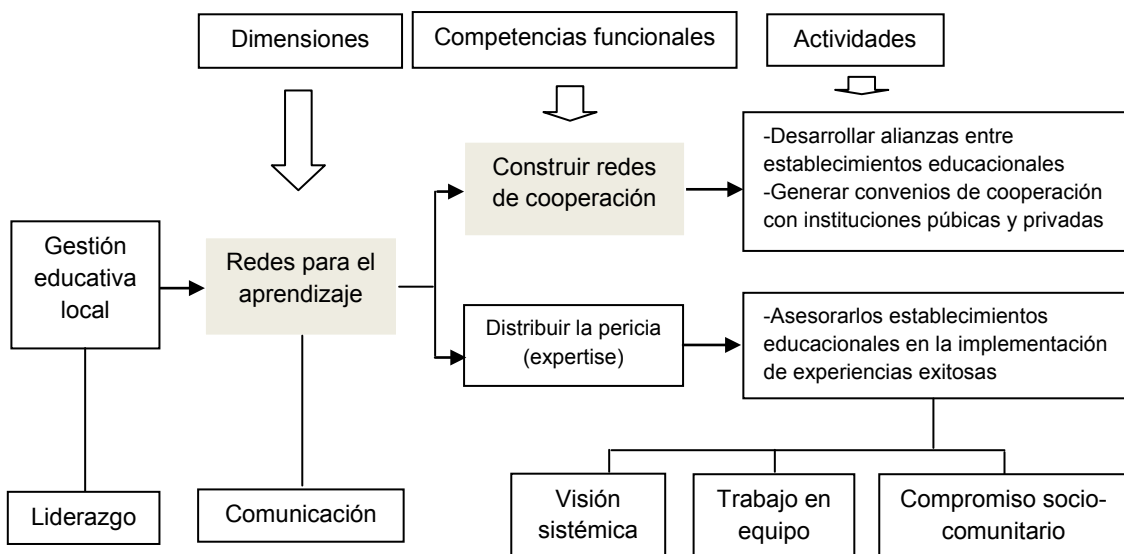 Dimensiones
Competencias funcionales
Actividades
-Desarrollar alianzas entre
establecimientos educacionales
-Generar convenios de cooperación
con instituciones púbicas y privadas
Construir redes
de cooperación
Gestión
educativa
local
Redes para el
aprendizaje
Distribuir la pericia
(expertise)
-Asesorarlos establecimientos
educacionales en la implementación
de experiencias exitosas
Liderazgo
Comunicación
Visión
sistémica
Trabajo en
equipo
Compromiso socio-
comunitario